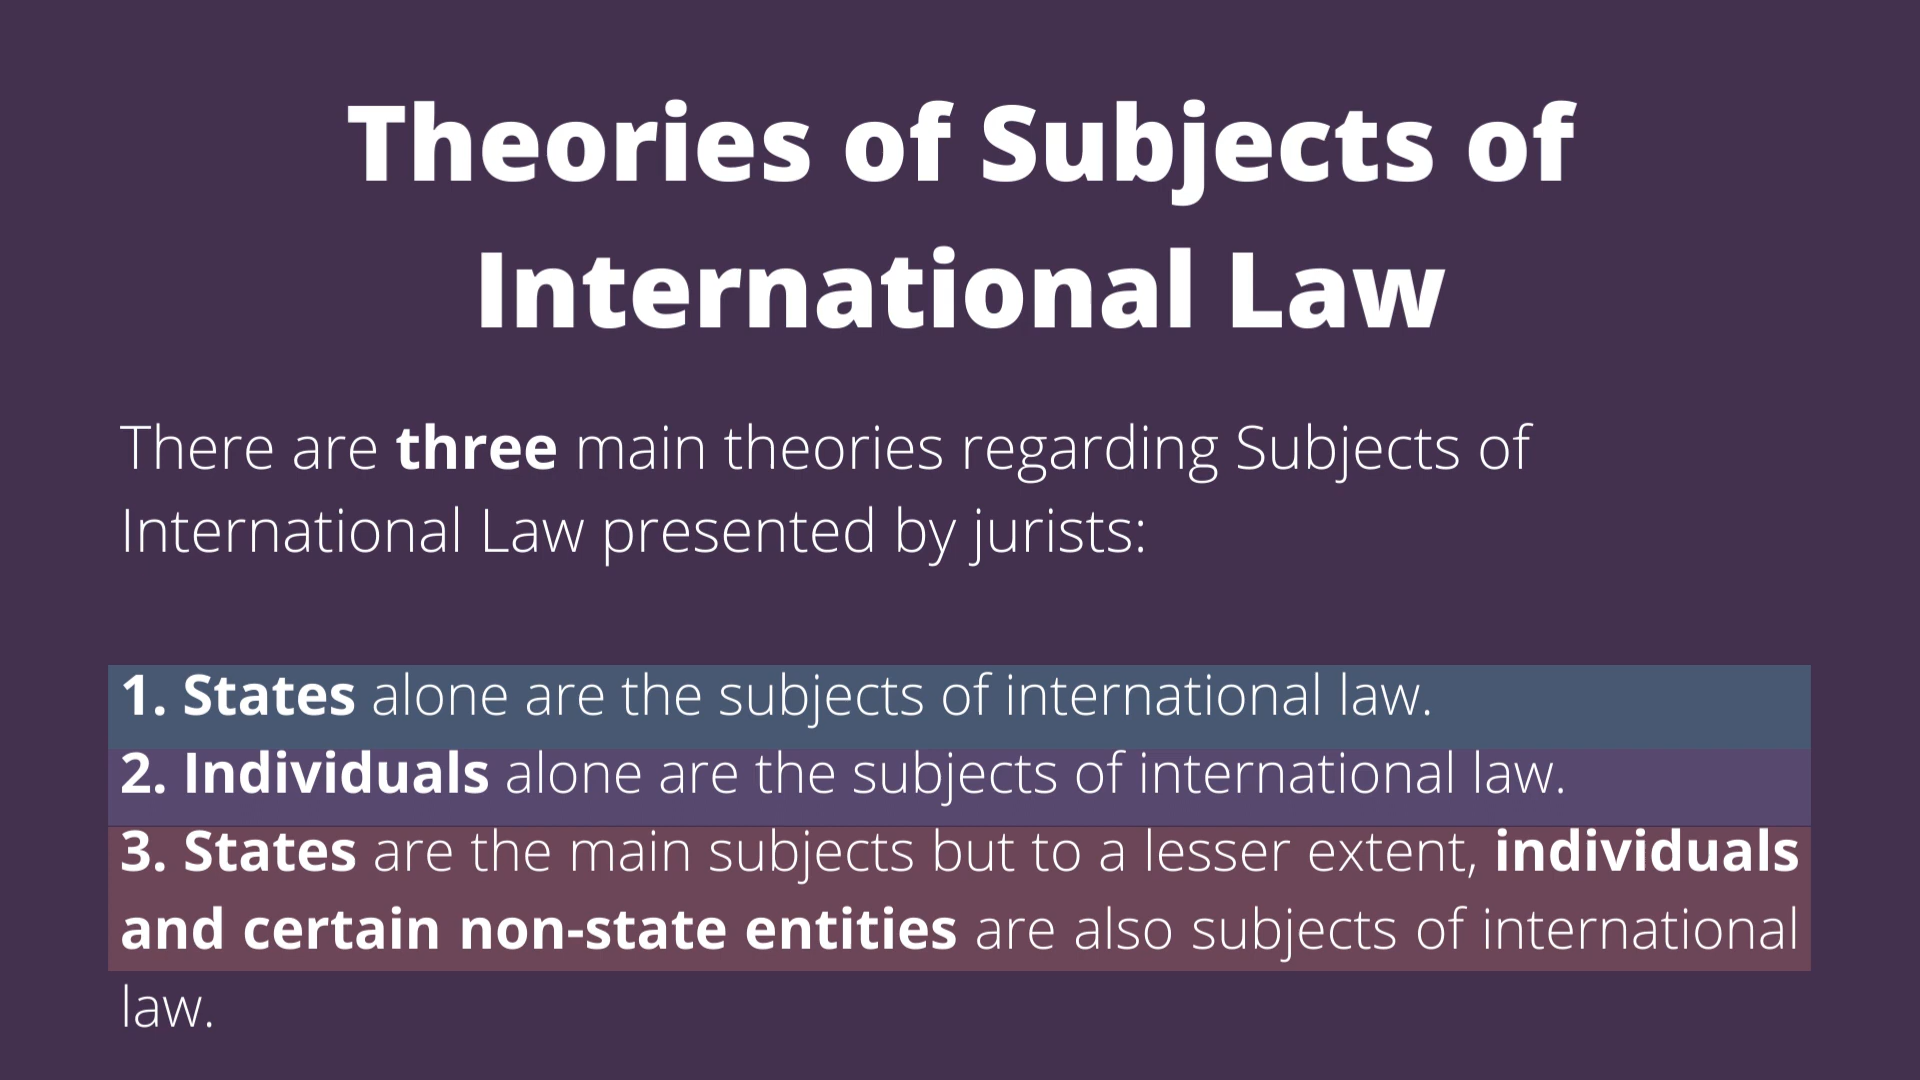 Theories of Subjects of
International Law
There are three main theories regarding Subjects of
International Law presented by jurists:
1. States alone are the subjects of international law.
2. Individuals alone are the subjects of international law.
3. States are the main subjects but to a lesser extent, individuals
and certain non-state entities are also subjects of international
law.